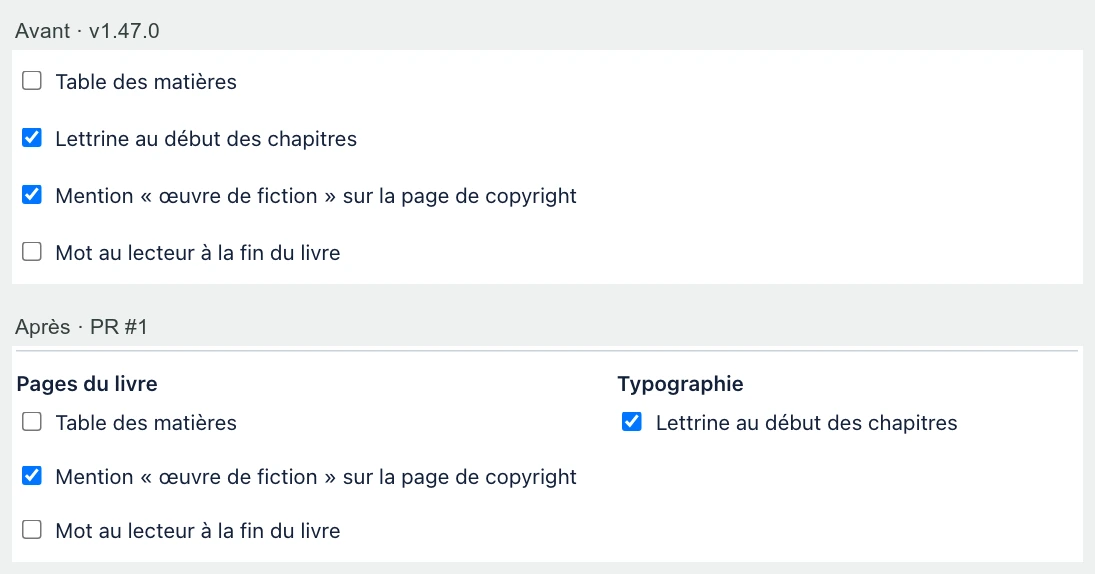 Avant · v1.47.0
Table des matières
Lettrine au début des chapitres
Mention « œuvre de fiction » sur la page de copyright
Mot au lecteur à la fin du livre
Après · PR #1
Pages du livre
Table des matières
Mention « œuvre de fiction » sur la page de copyright
Mot au lecteur à la fin du livre
Typographie
Lettrine au début des chapitres